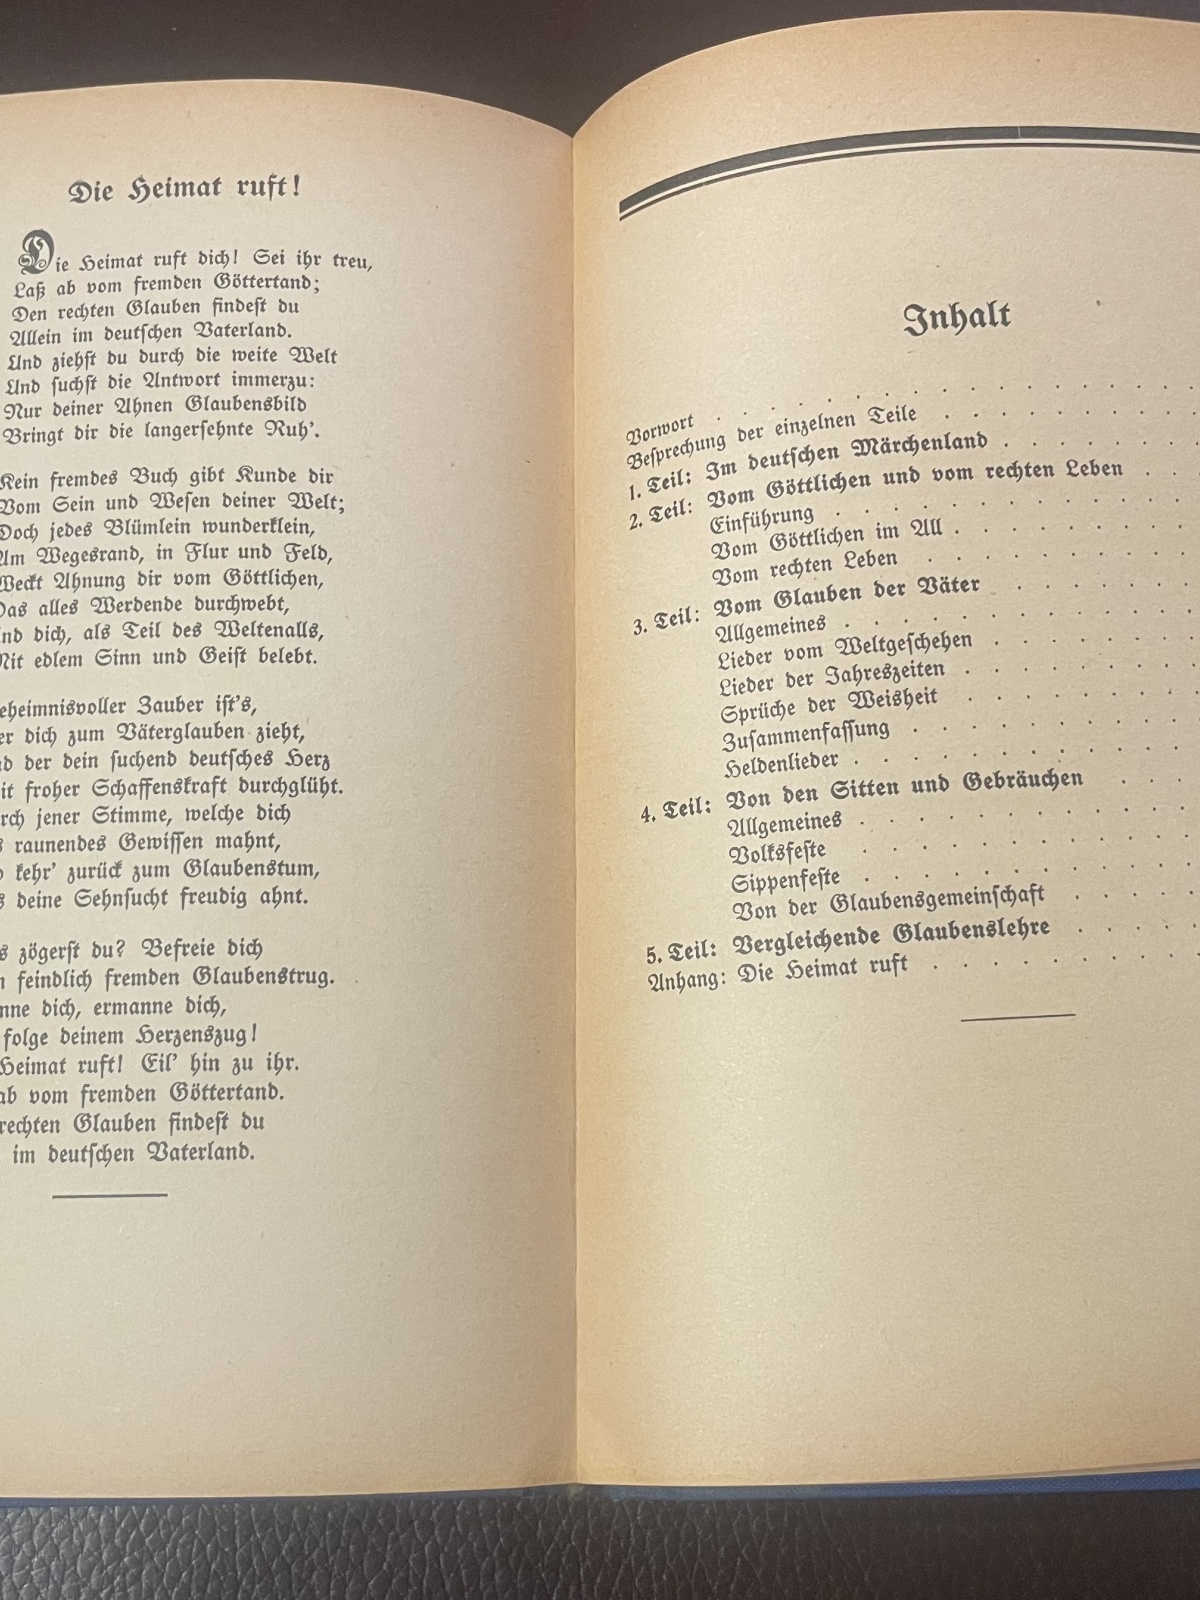 Die Heimat ruft!
Die Heimat ruft dich! Sei ihr treu,
Laß ab vom fremden Göttertand;
Den rechten Glauben findest du
Allein im deutschen Vaterland.
Und ziehst du durch die weite Welt
Und suchst die Antwort immerzu:
Nur deiner Ahnen Glaubensbild
Bringt dir die langersehnte Ruh'.
Kein fremdes Buch gibt Kunde dir
Vom Sein und Wesen deiner Welt;
Doch jedes Blümlein wunderklein,
Am Wegesrand, in Flur und Feld,
Weckt Ahnung dir vom Göttlichen,
Das alles Werdende durchwebt,
Und dich, als Teil des Weltenalls,
Mit edlem Sinn und Geist belebt.
eheimnisvoller Zauber ist's,
er dich zum Väterglauben zieht,
nd der dein suchend deutsches Herz
it froher Schaffenskraft durchglüht.
rch jener Stimme, welche dich
s raunendes Gewissen mahnt,
o kehr' zurück zum Glaubenstum,
s deine Sehnsucht freudig ahnt.
s zögerst du? Befreie dich
n feindlich fremden Glaubenstrug.
nne dich, ermanne dich,
folge deinem Herzenszug!
Heimat ruft! Eil' hin zu ihr.
ab vom fremden Göttertand.
rechten Glauben findest du
im deutschen Vaterland.
Inhalt
Vorwort
Besprechung der einzelnen Teile
1. Teil: Im deutschen Märchenland
2. Teil: Vom Göttlichen und vom rechten Leben
Einführung
Vom Göttlichen im All
Vom rechten Leben
3. Teil: Vom Glauben der Väter
Allgemeines
Lieder vom Weltgeschehen
Lieder der Jahreszeiten
Sprüche der Weisheit
Zusammenfassung
Heldenlieder
4. Teil: Von den Sitten und Gebräuchen
Allgemeines
Volksfeste
Sippenfeste
Von der Glaubensgemeinschaft
5. Teil: Vergleichende Glaubenslehre
Anhang: Die Heimat ruft